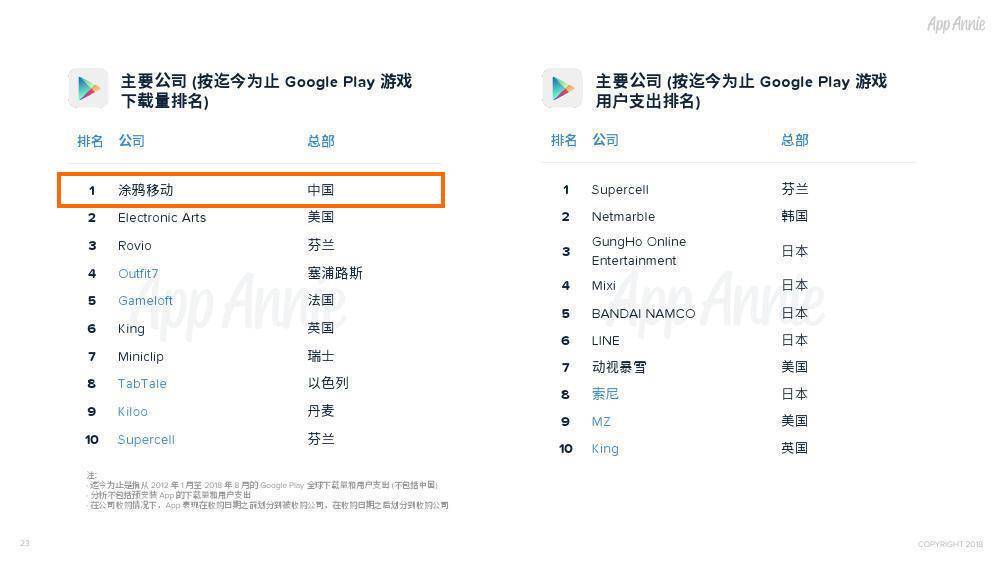 App Annie
主要公司 (按迄今为止 Google Play 游戏
下载量排名)
排名 公司 总部
1 涂鸦移动 中国
2 Electronic Arts 美国
3 Rovio 芬兰
4 Outfit7 塞浦路斯
5 Gameloft 法国
6 King 英国
7 Miniclip 瑞士
8 TabTale 以色列
9 Kiloo 丹麦
10 Supercell 芬兰
App Annie
注:
· 迄今为止是指从 2012 年 1 月至 2018 年 8 月的 Google Play 全球下载量和用户支出 (不包括中国)
· 分析不包括预安装 App 的下载量和用户支出
· 在公司收购情况下，App 表现在收购日期之前划分到被收购公司，在收购日期之后划分到收购公司
主要公司 (按迄今为止 Google Play 游戏
用户支出排名)
排名 公司 总部
1 Supercell 芬兰
2 Netmarble 韩国
3 GungHo Online
Entertainment 日本
4 Mixi 日本
5 BANDAI NAMCO 日本
6 LINE 日本
7 动视暴雪 美国
8 索尼 日本
9 MZ 美国
10 King 英国
App Annie
23
COPYRIGHT 2018